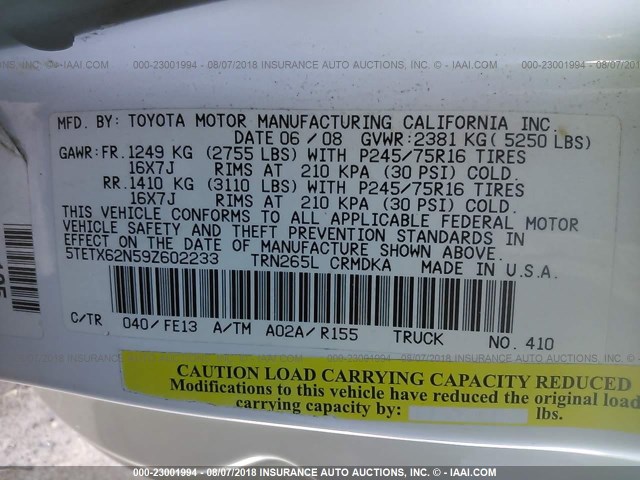 000-23001994 - 08/07/2018 INSURANCE AUTO AUCTIONS, INC. - © - IAAI.COM
MFD. BY: TOYOTA MOTOR MANUFACTURING CALIFORNIA INC.
DATE 06/08 GVWR: 2381 KG( 5250 LBS)
GAWR: FR. 1249 KG (2755 LBS) WITH P245/75R16 TIRES
16X7J RIMS AT 210 KPA (30 PSI) COLD.
RR. 1410 KG (3110 LBS) WITH P245/75R16 TIRES
16X7J RIMS AT 210 KPA (30 PSI) COLD.
THIS VEHICLE CONFORMS TO ALL APPLICABLE FEDERAL MOTOR
VEHICLE SAFETY AND THEFT PREVENTION STANDARDS IN
EFFECT ON THE DATE OF MANUFACTURE SHOWN ABOVE.
5TETX62N59Z602233 TRN265L CRMDKA MADE IN U.S.A.
C/TR 040/FE13 A/TM A02A/R155 TRUCK NO. 410
CAUTION LOAD CARRYING CAPACITY REDUCED
Modifications to this vehicle have reduced the original load
carrying capacity by: lbs.
000-23001994 - 08/07/2018 INSURANCE AUTO AUCTIONS, INC. - © - IAAI.COM